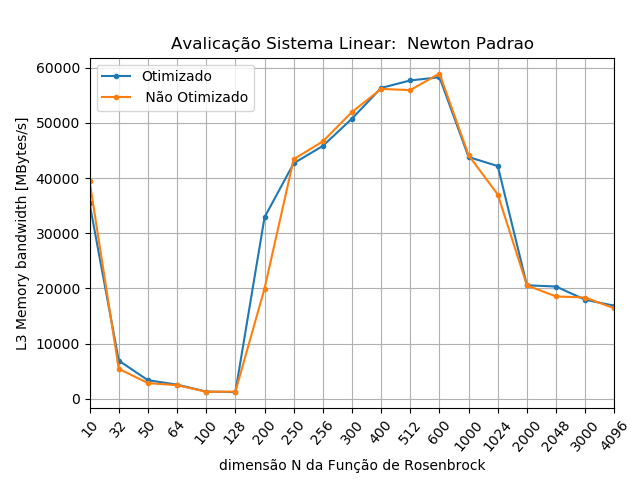 Avalicação Sistema Linear:  Newton Padrao
Otimizado
Não Otimizado
L3 Memory bandwidth [MBytes/s]
60000
50000
40000
30000
20000
10000
0
10 32 50 64 100 128 200 250 256 300 400 512 600 1000 1024 2000 2048 3000 4096
dimensão N da Função de Rosenbrock